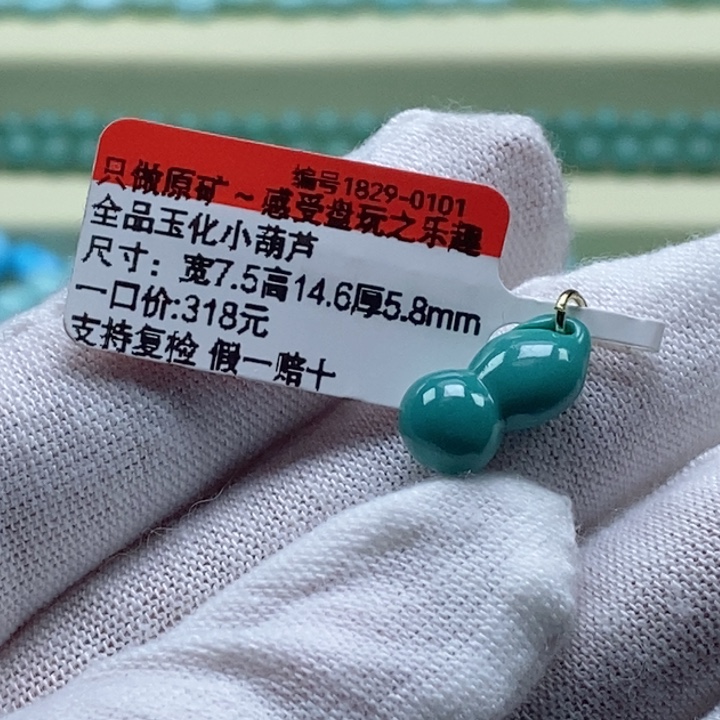 编号1829-0101
只做原矿~感受盘玩之乐趣
全品玉化小葫芦
尺寸：宽7.5高14.6厚5.8mm
一口价:318元
支持复检 假一赔十